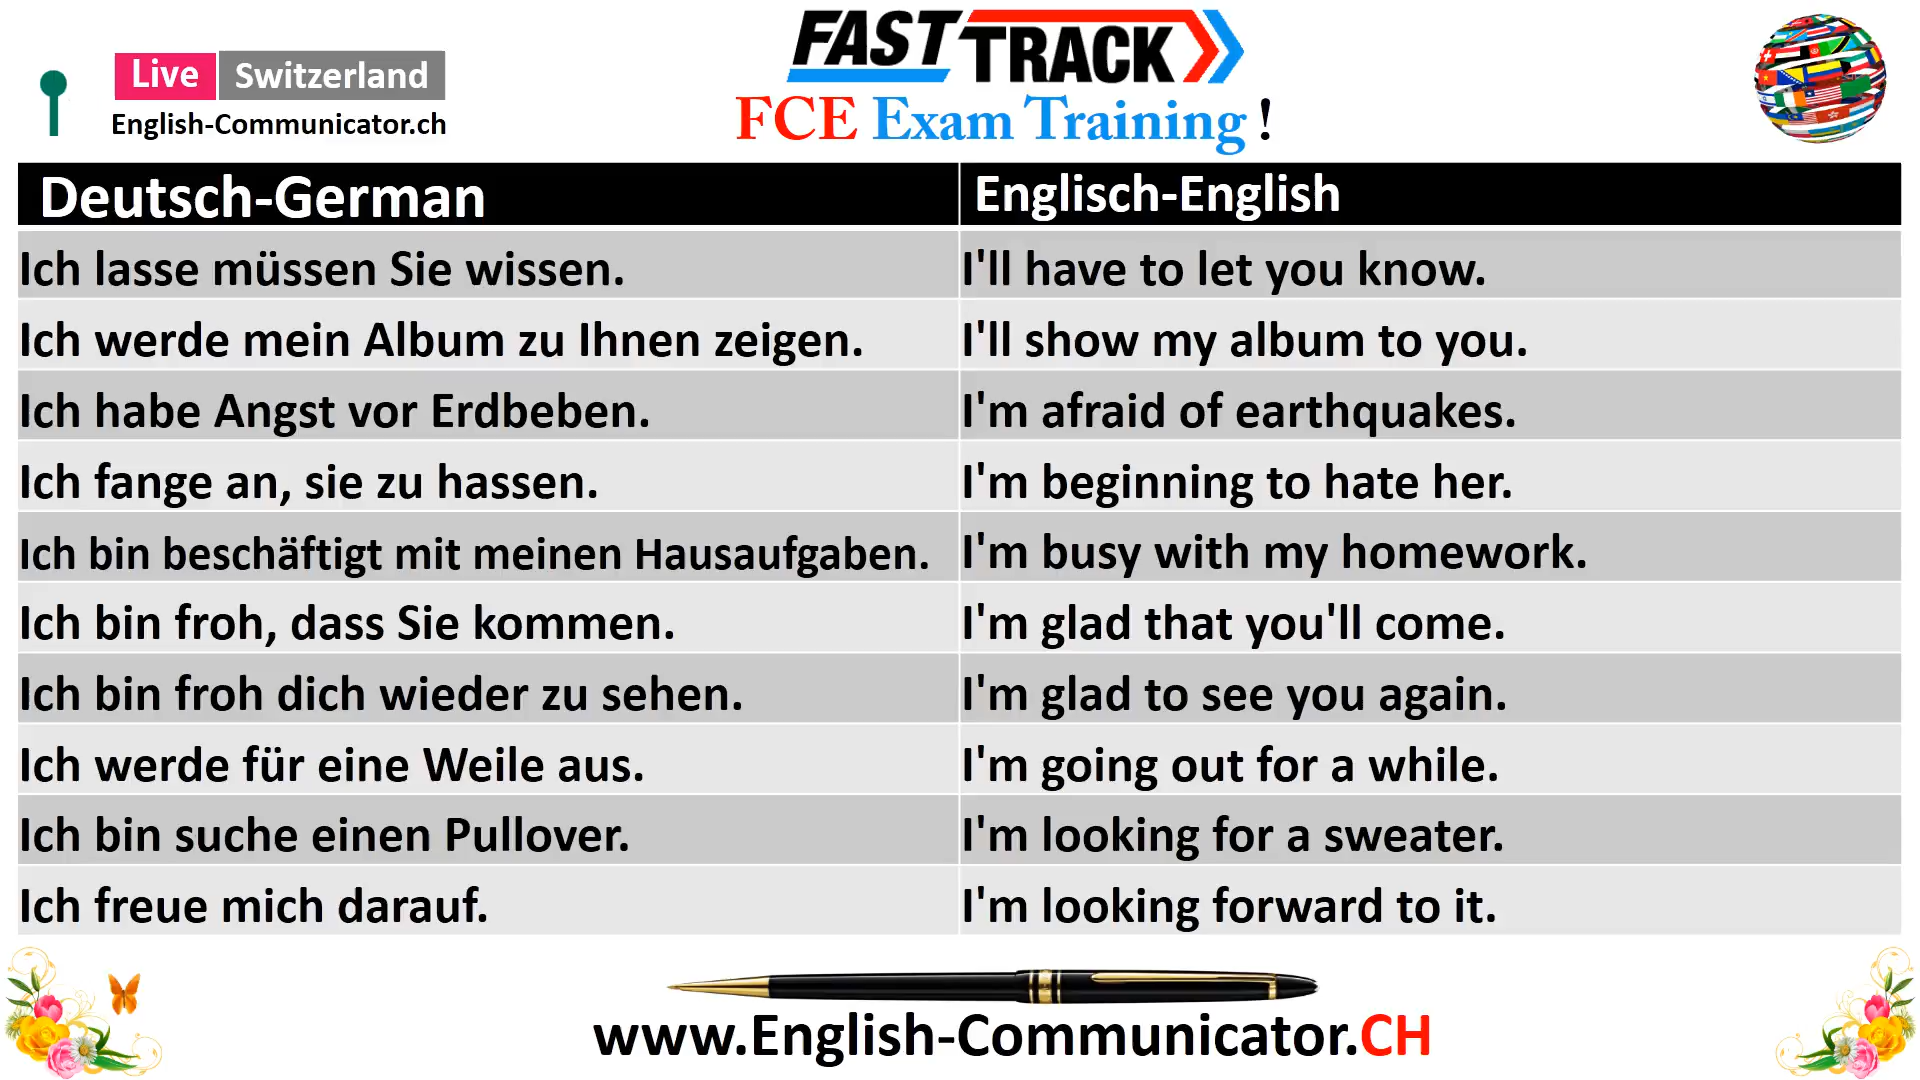 Live Switzerland
English-Communicator.ch
FAST TRACK
FCE Exam Training !
Deutsch-German Englisch-English
Ich lasse müssen Sie wissen. I'll have to let you know.
Ich werde mein Album zu Ihnen zeigen. I'll show my album to you.
Ich habe Angst vor Erdbeben. I'm afraid of earthquakes.
Ich fange an, sie zu hassen. I'm beginning to hate her.
Ich bin beschäftigt mit meinen Hausaufgaben. I'm busy with my homework.
Ich bin froh, dass Sie kommen. I'm glad that you'll come.
Ich bin froh dich wieder zu sehen. I'm glad to see you again.
Ich werde für eine Weile aus. I'm going out for a while.
Ich bin suche einen Pullover. I'm looking for a sweater.
Ich freue mich darauf. I'm looking forward to it.
www.English-Communicator.CH